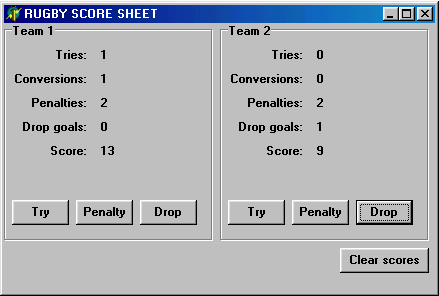 RUGBY SCORE SHEET
Team 1
Tries: 1
Conversions: 1
Penalties: 2
Drop goals: 0
Score: 13
Try Penalty Drop
Team 2
Tries: 0
Conversions: 0
Penalties: 2
Drop goals: 1
Score: 9
Try Penalty Drop
Clear scores